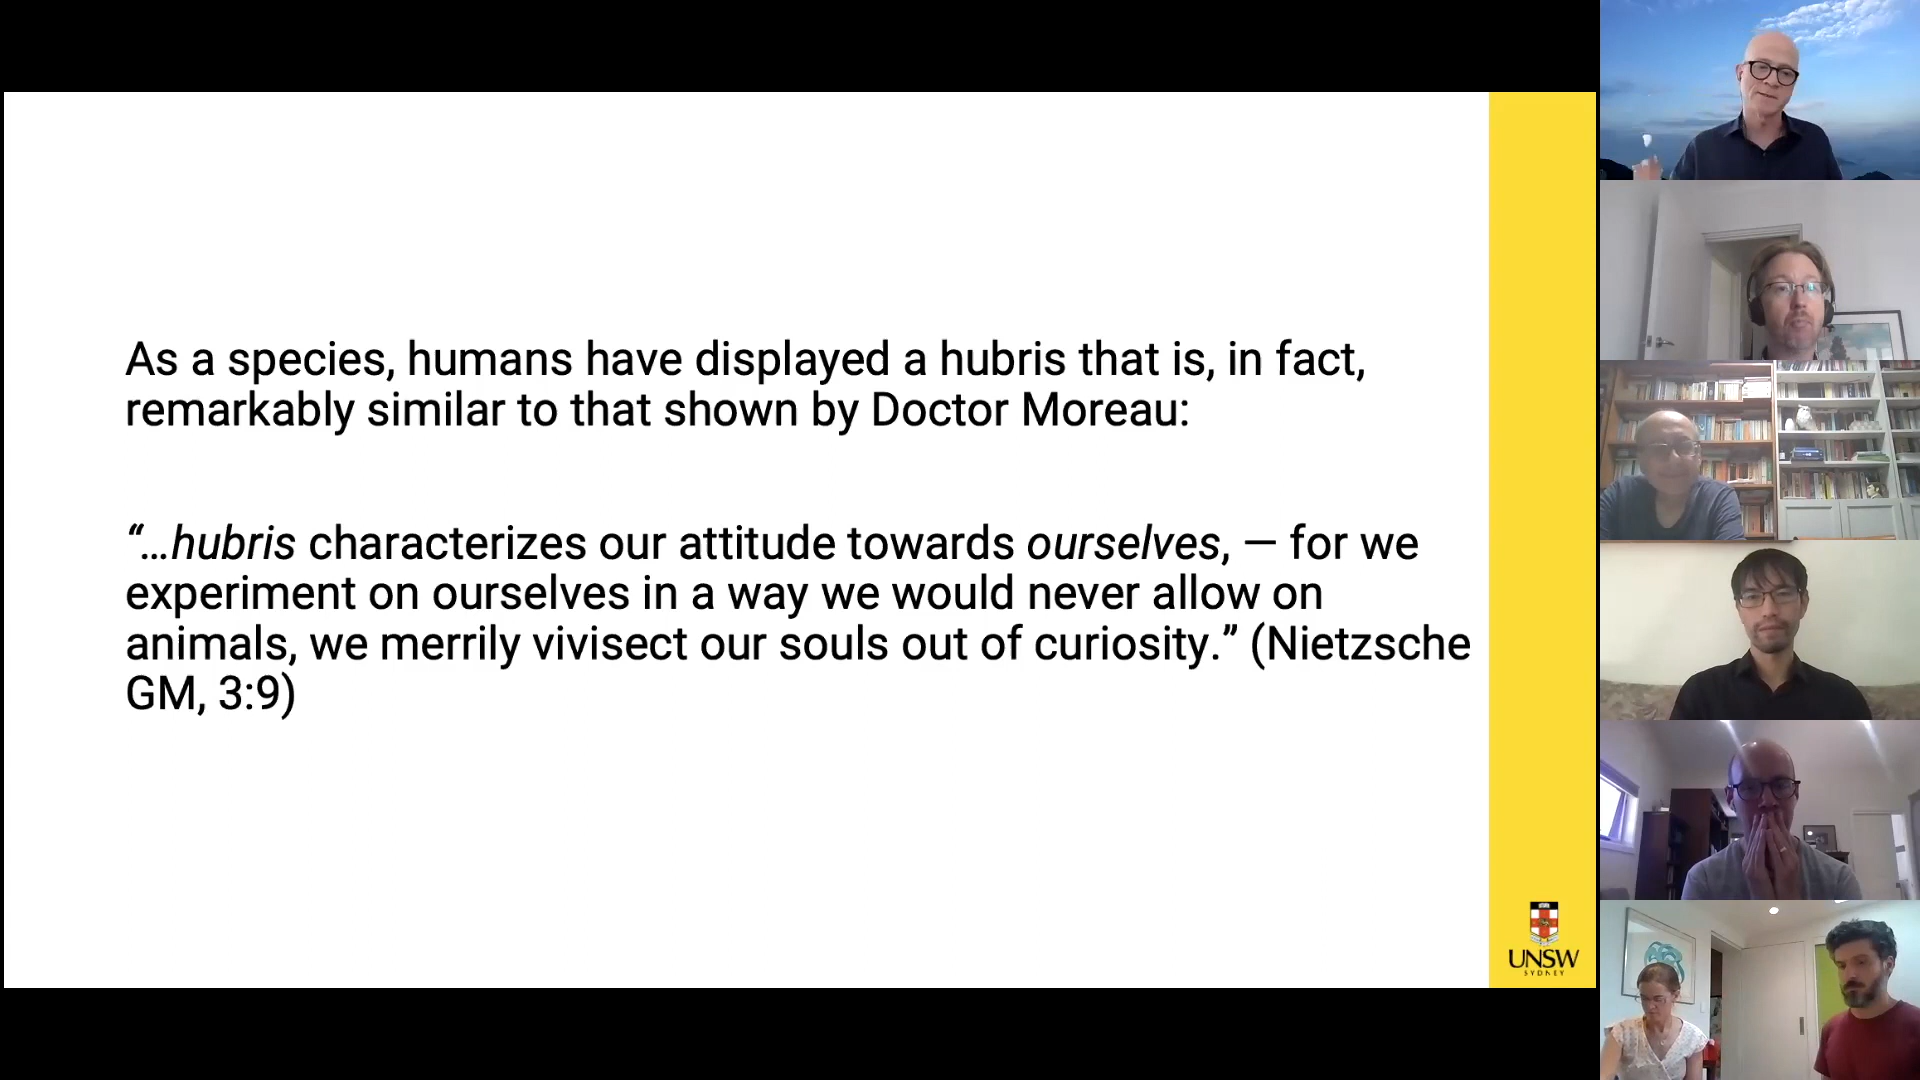 As a species, humans have displayed a hubris that is, in fact,
remarkably similar to that shown by Doctor Moreau:
“…hubris characterizes our attitude towards ourselves, — for we
experiment on ourselves in a way we would never allow on
animals, we merrily vivisect our souls out of curiosity.” (Nietzsche
GM, 3:9)
UNSW
SYDNEY